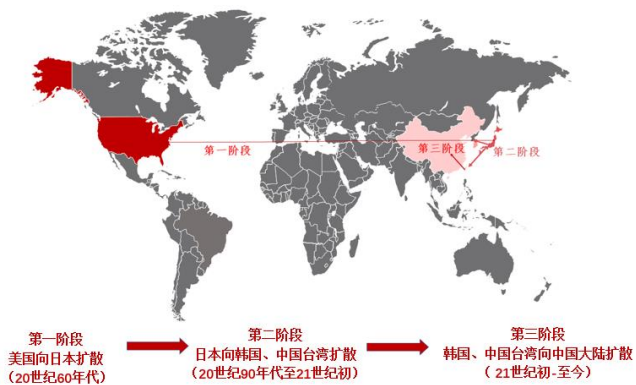 第一阶段
第三阶段
第二阶段
第一阶段
美国向日本扩散
（20世纪60年代）
第二阶段
日本向韩国、中国台湾扩散
（20世纪90年代至21世纪初）
第三阶段
韩国、中国台湾向中国大陆扩散
（ 21世纪初-至今）